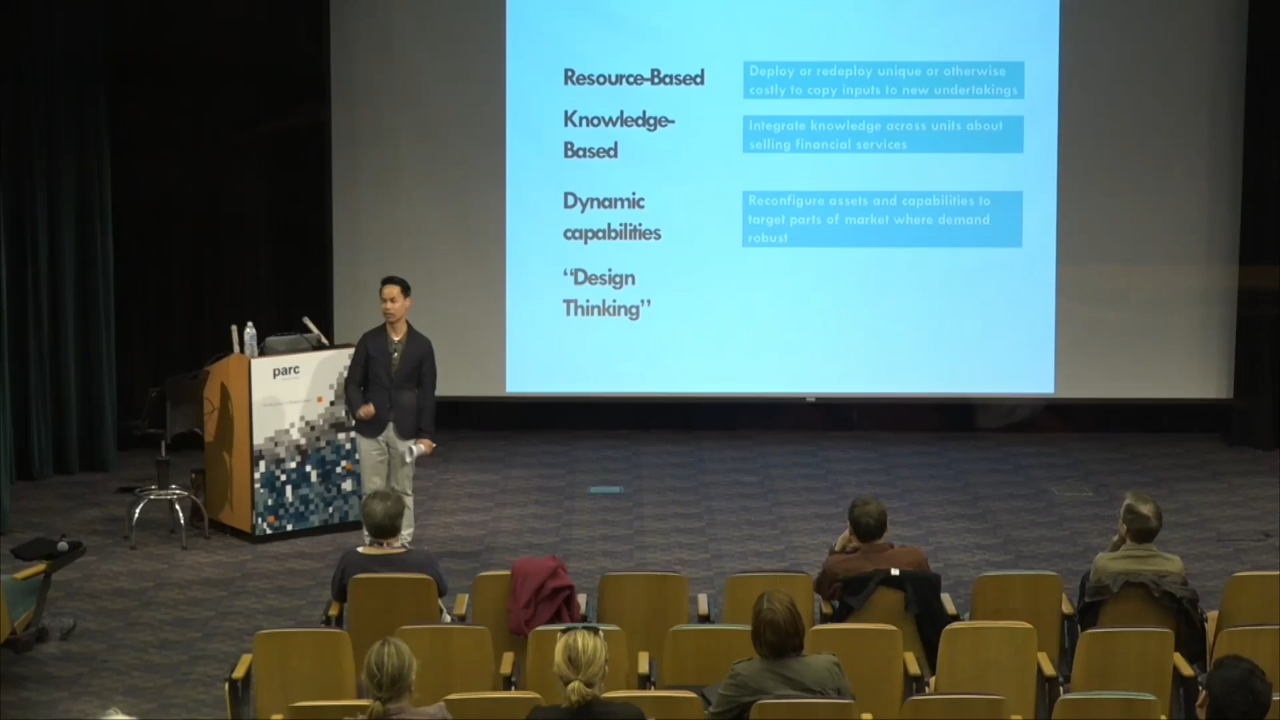 Resource-Based
Deploy or redeploy unique or otherwise
costly to copy inputs to new undertakings
Knowledge-
Based
Integrate knowledge across units about
selling financial services
Dynamic
capabilities
Reconfigure assets and capabilities to
target parts of market where demand
robust
“Design
Thinking”
parc